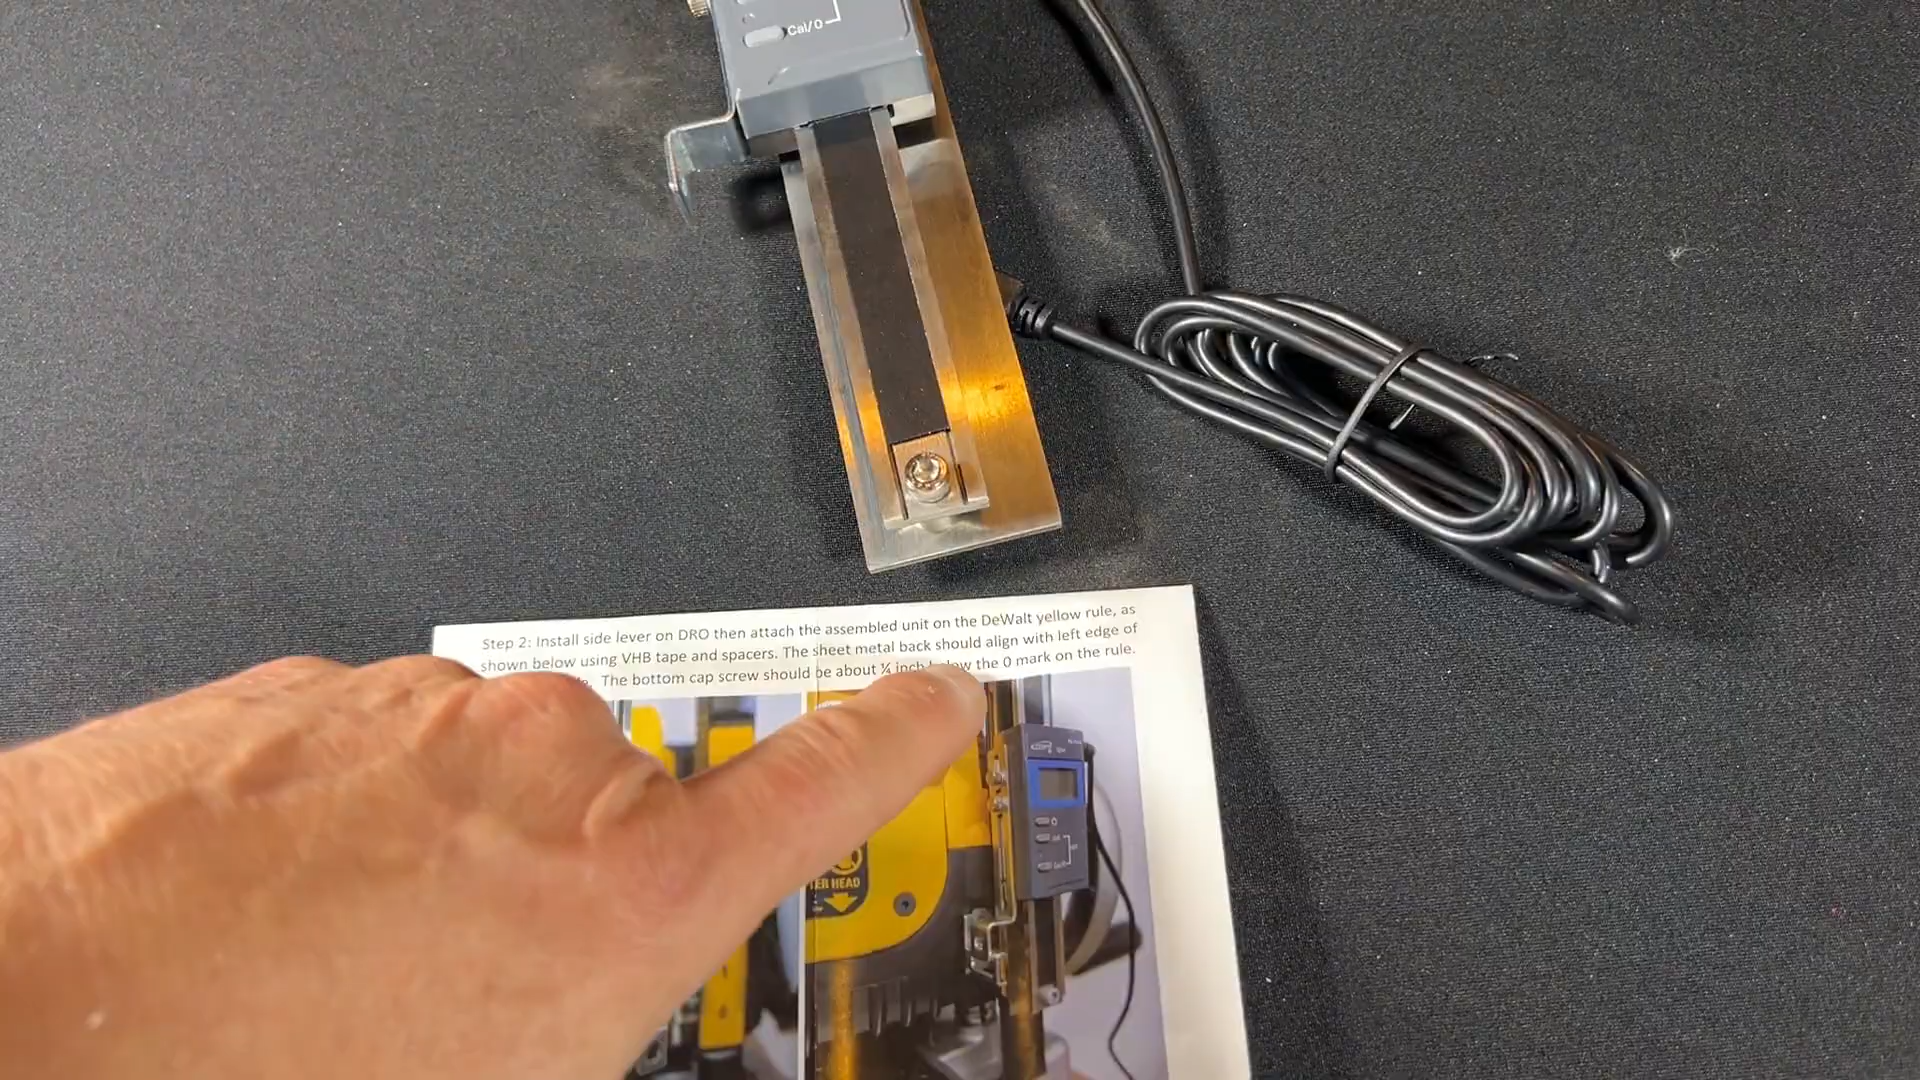 Cal/0
Step 2: Install side lever on DRO then attach the assembled unit on the DeWalt yellow rule, as
shown below using VHB tape and spacers. The sheet metal back should align with left edge of
The bottom cap screw should be about ¼ inch below the 0 mark on the rule.
HEAD